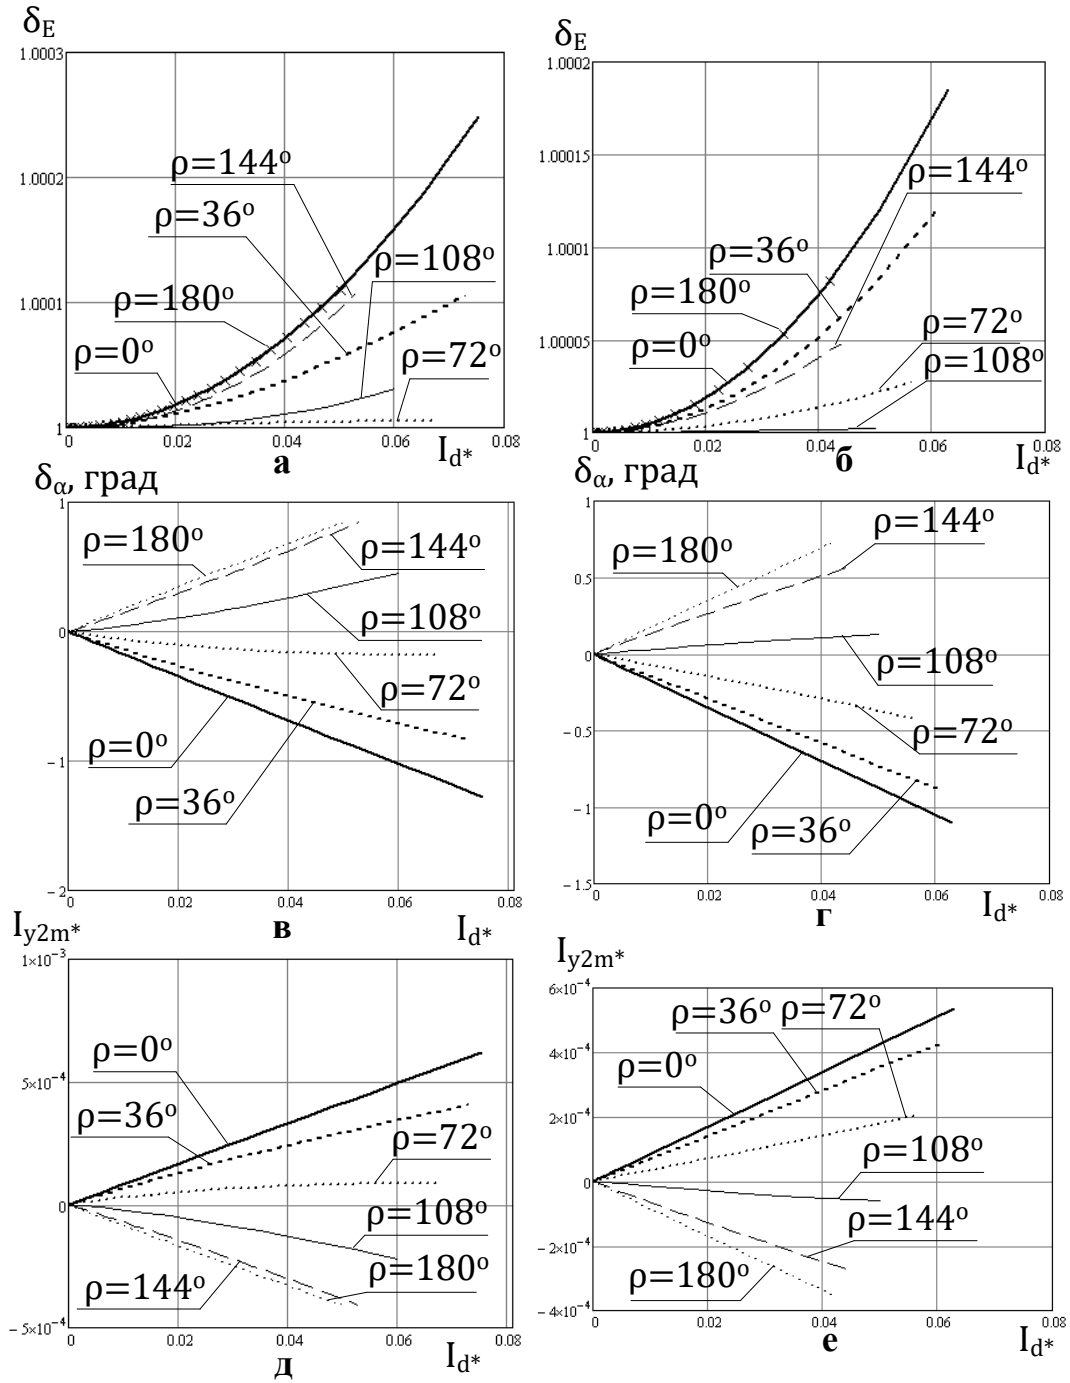 δE
1.0003
1.0002
1.0001
1
0
0.02
0.04
0.06
0.08
ρ=144º
ρ=36º
ρ=108º
ρ=180º
ρ=0º
ρ=72º
а
Id*
δE
1.0002
1.00015
1.0001
1.00005
1
0
0.02
0.04
0.06
0.08
ρ=144º
ρ=36º
ρ=180º
ρ=72º
ρ=0º
ρ=108º
б
Id*
δα, град
1
0
−1
−2
0
0.02
0.04
0.06
0.08
ρ=180º
ρ=144º
ρ=108º
ρ=72º
ρ=0º
ρ=36º
в
Id*
δα, град
1
0.5
0
−0.5
−1
−1.5
0
0.02
0.04
0.06
0.08
ρ=144º
ρ=180º
ρ=108º
ρ=72º
ρ=0º
ρ=36º
г
Id*
Iy2m*
1×10⁻³
5×10⁻⁴
0
−5×10⁻⁴
0
0.02
0.04
0.06
0.08
ρ=0º
ρ=36º
ρ=72º
ρ=108º
ρ=180º
ρ=144º
д
Id*
Iy2m*
6×10⁻⁴
4×10⁻⁴
2×10⁻⁴
0
−2×10⁻⁴
−4×10⁻⁴
0
0.02
0.04
0.06
0.08
ρ=36º
ρ=72º
ρ=0º
ρ=108º
ρ=144º
ρ=180º
е
Id*